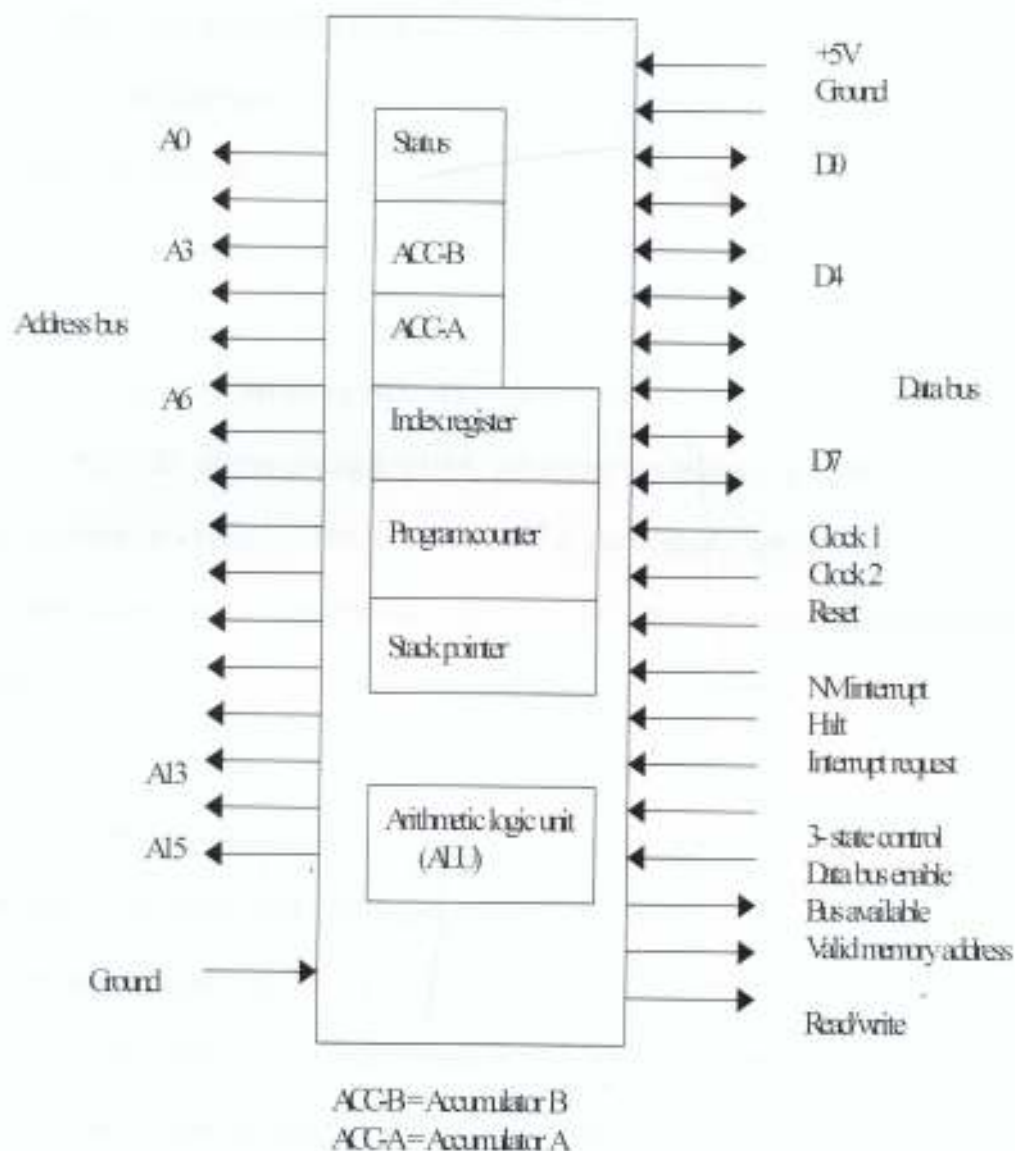 +5V
Ground
A0
Status
D0
A3
ACC-B
D4
Address bus
ACC-A
A6
Data bus
Index register
D7
Program counter
Clock 1
Clock 2
Reset
Stack pointer
NM interrupt
Halt
Interrupt request
A13
Arithmetic logic unit
(ALU)
A15
3- state control
Data bus enable
Bus available
Valid memory address
Ground
Read/write
ACC-B = Accumulator B
ACC-A = Accumulator A